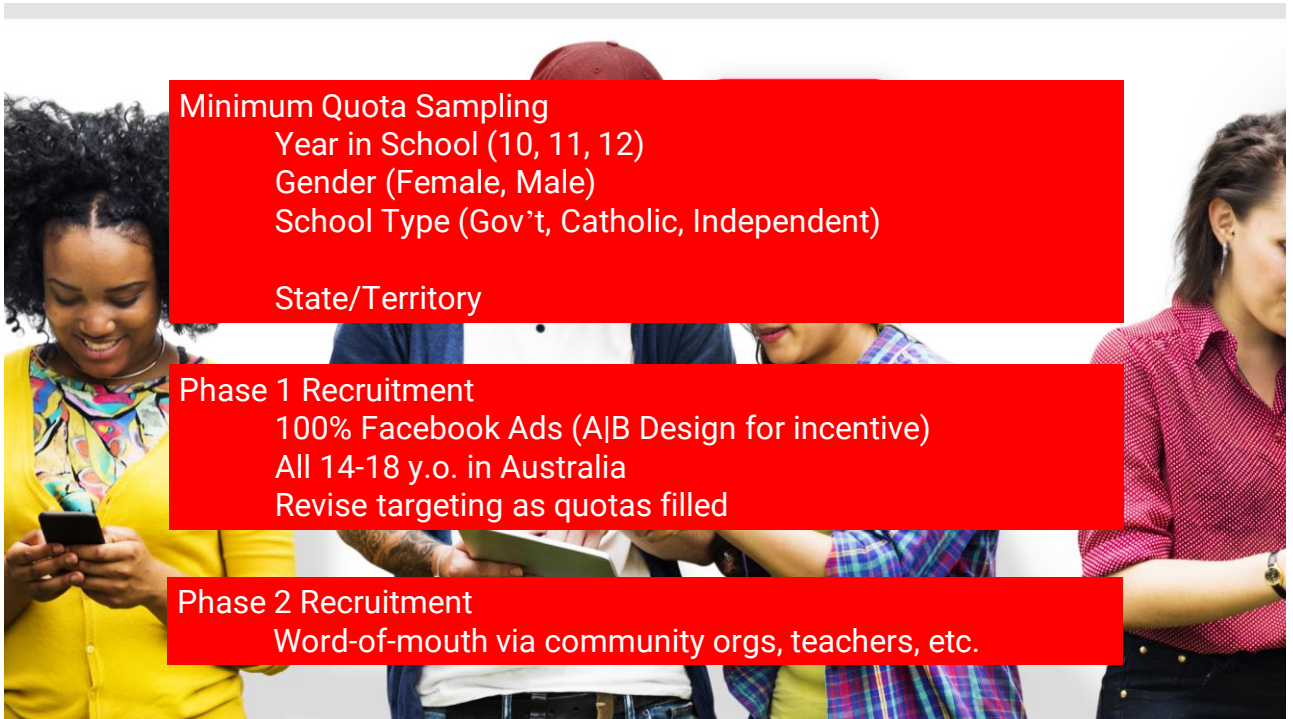 Minimum Quota Sampling
Year in School (10, 11, 12)
Gender (Female, Male)
School Type (Gov’t, Catholic, Independent)
State/Territory
Phase 1 Recruitment
100% Facebook Ads (A|B Design for incentive)
All 14-18 y.o. in Australia
Revise targeting as quotas filled
Phase 2 Recruitment
Word-of-mouth via community orgs, teachers, etc.